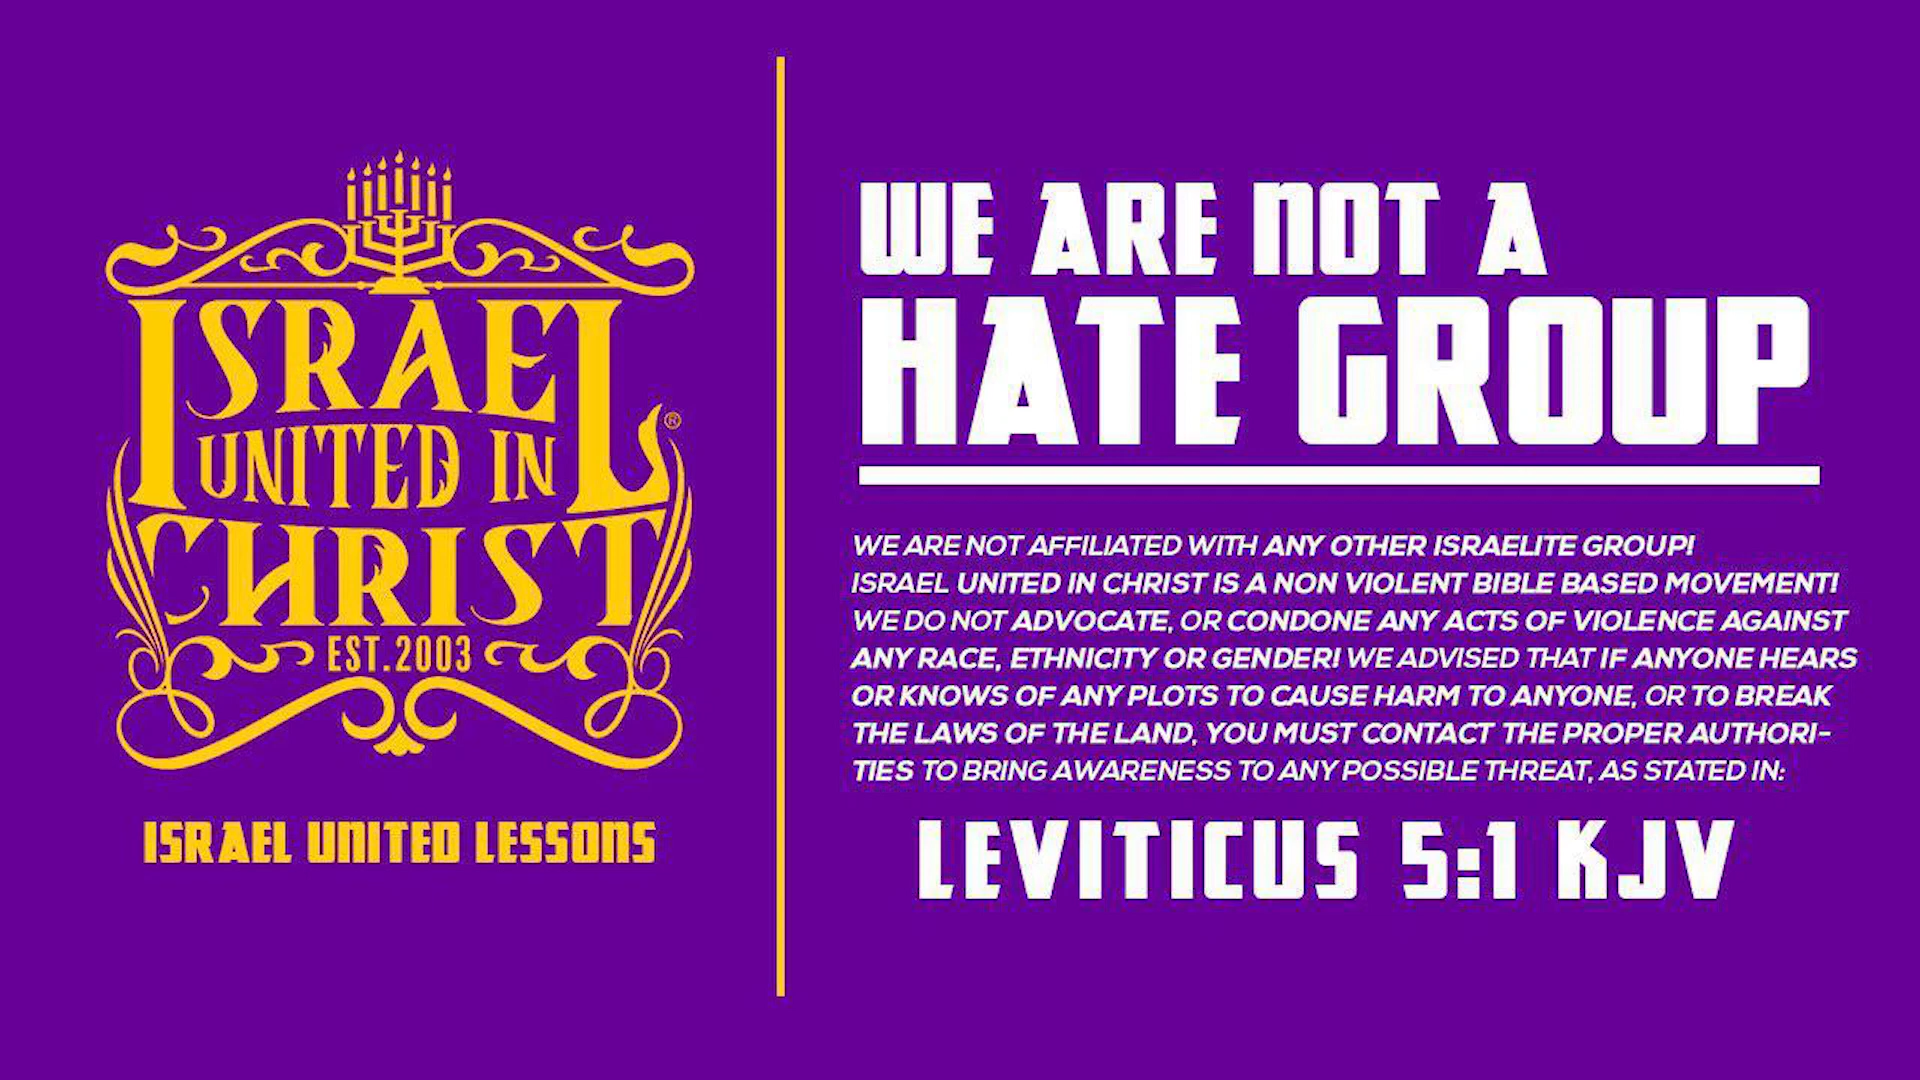 ISRAEL
UNITED IN
CHRIST
®
EST.2003
ISRAEL UNITED LESSONS
WE ARE NOT A
HATE GROUP
WE ARE NOT AFFILIATED WITH ANY OTHER ISRAELITE GROUP!
ISRAEL UNITED IN CHRIST IS A NON VIOLENT BIBLE BASED MOVEMENT!
WE DO NOT ADVOCATE, OR CONDONE ANY ACTS OF VIOLENCE AGAINST
ANY RACE, ETHNICITY OR GENDER! WE ADVISED THAT IF ANYONE HEARS
OR KNOWS OF ANY PLOTS TO CAUSE HARM TO ANYONE, OR TO BREAK
THE LAWS OF THE LAND, YOU MUST CONTACT THE PROPER AUTHORI-
TIES TO BRING AWARENESS TO ANY POSSIBLE THREAT, AS STATED IN:
LEVITICUS 5:1 KJV